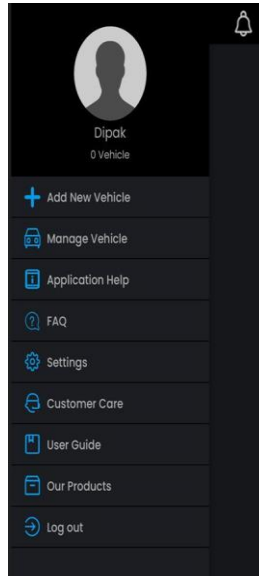 Dipak
0 Vehicle
Add New Vehicle
Manage Vehicle
Application Help
FAQ
Settings
Customer Care
User Guide
Our Products
Log out